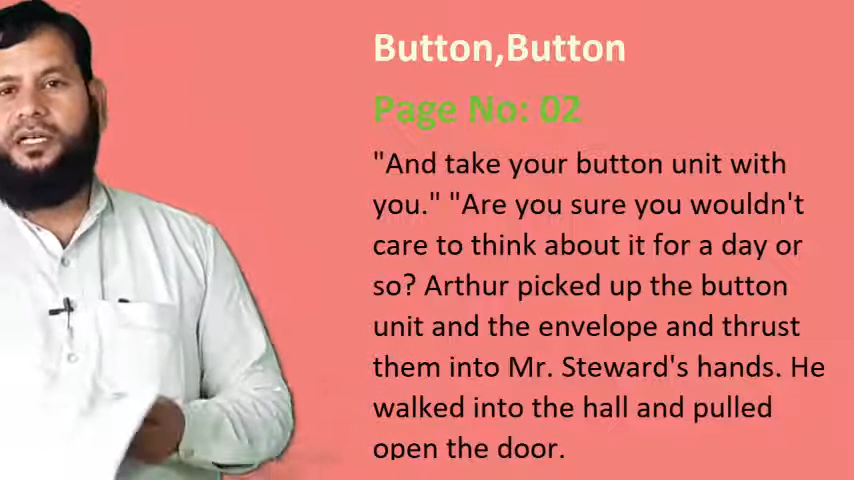 Button,Button
Page No: 02
"And take your button unit with
you." "Are you sure you wouldn't
care to think about it for a day or
so? Arthur picked up the button
unit and the envelope and thrust
them into Mr. Steward's hands. He
walked into the hall and pulled
open the door.